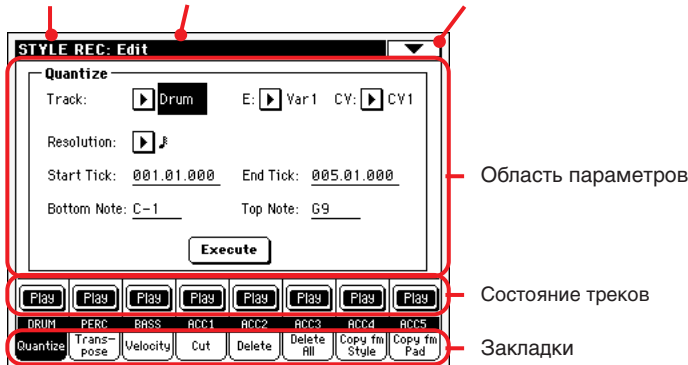 STYLE REC: Edit
Quantize
Track: Drum E: Var1 CV: CV1
Resolution:
Start Tick: 001.01.000 End Tick: 005.01.000
Bottom Note: C-1 Top Note: G9
Execute
Область параметров
Play Play Play Play Play Play Play Play
Состояние треков
DRUM PERC BASS ACC1 ACC2 ACC3 ACC4 ACC5
Quantize Trans-pose Velocity Cut Delete Delete All Copy fm Style Copy fm Pad
Закладки